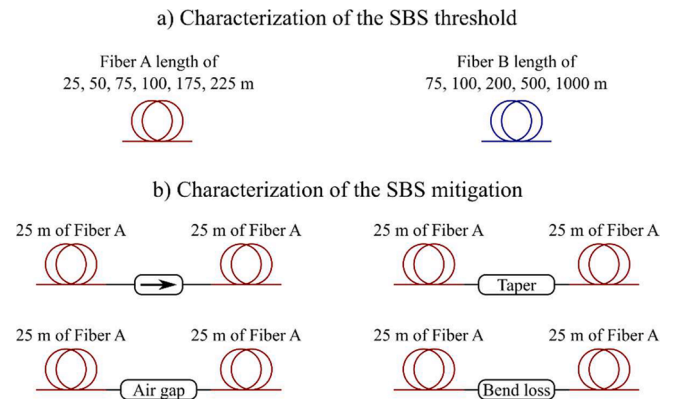 a) Characterization of the SBS threshold
Fiber A length of
25, 50, 75, 100, 175, 225 m
Fiber B length of
75, 100, 200, 500, 1000 m
b) Characterization of the SBS mitigation
25 m of Fiber A
25 m of Fiber A
25 m of Fiber A
25 m of Fiber A
Taper
25 m of Fiber A
25 m of Fiber A
25 m of Fiber A
25 m of Fiber A
Air gap
Bend loss